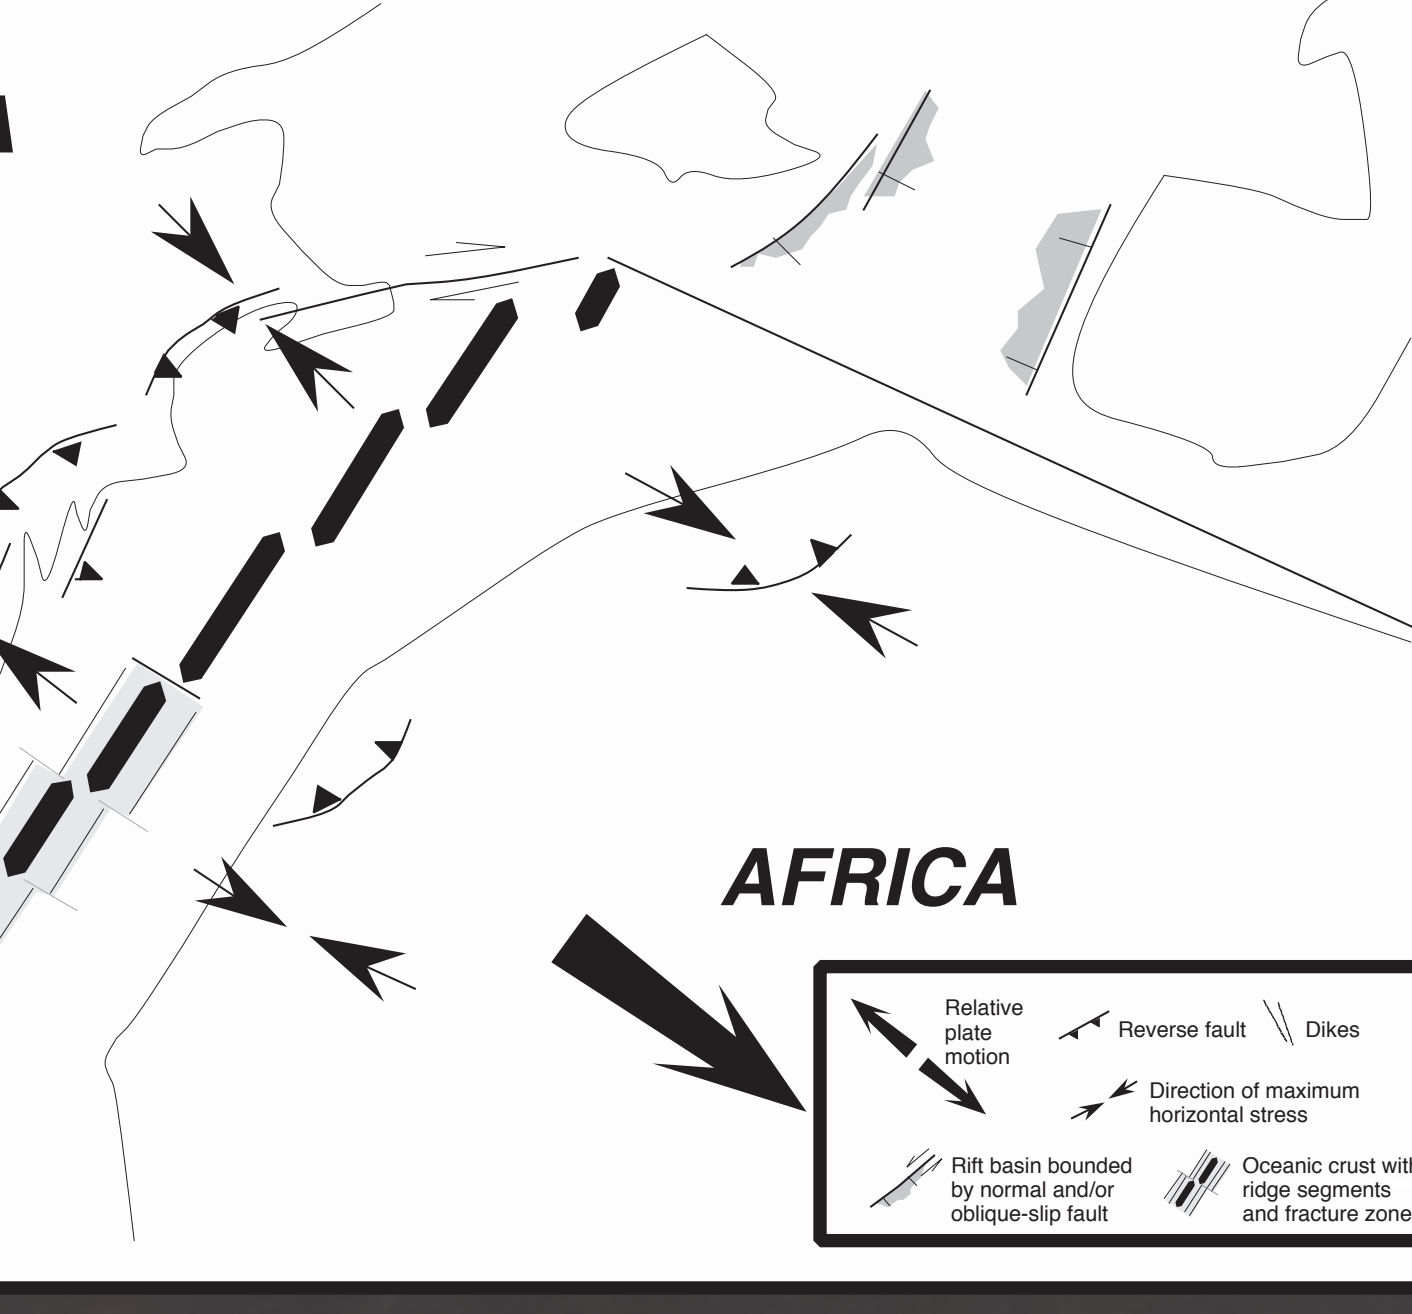 AFRICA
Relative
plate
motion
Reverse fault
Dikes
Direction of maximum
horizontal stress
Rift basin bounded
by normal and/or
oblique-slip fault
Oceanic crust with
ridge segments
and fracture zone